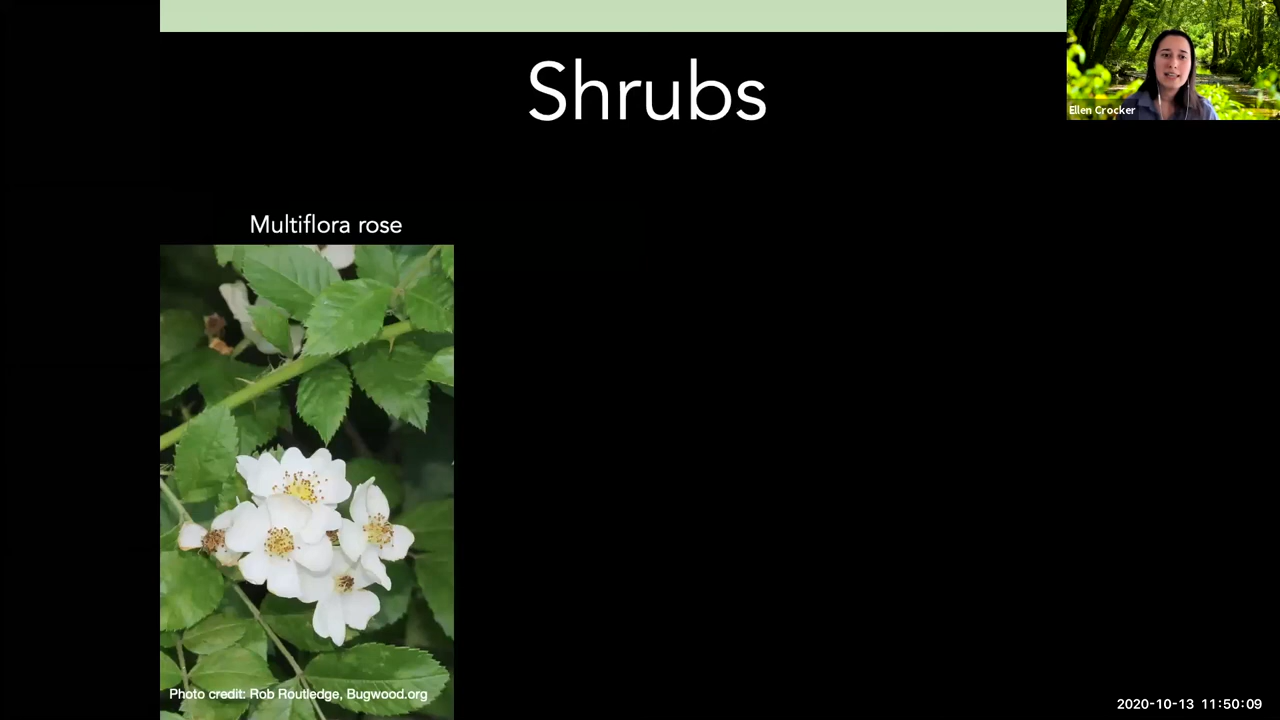 Shrubs
Ellen Crocker
Multiflora rose
Photo credit: Rob Routledge, Bugwood.org
2020-10-13 11:50:09